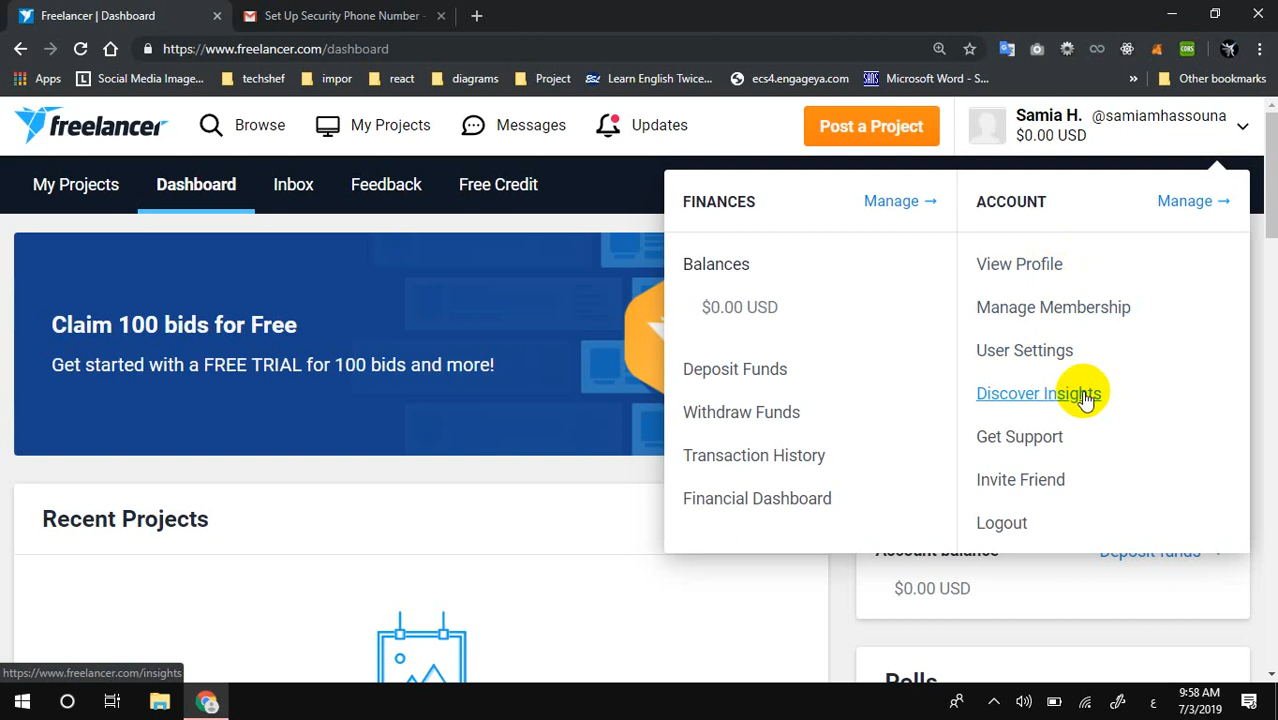 Freelancer | Dashboard
Set Up Security Phone Number -
https://www.freelancer.com/dashboard
Apps
Social Media Image...
techshef
impor
react
diagrams
Project
Learn English Twice...
ecs4.engageya.com
Microsoft Word - S...
»
Other bookmarks
freelancer
Browse
My Projects
Messages
Updates
Post a Project
Samia H. @samiamhassouna
$0.00 USD
My Projects
Dashboard
Inbox
Feedback
Free Credit
FINANCES
Manage →
Balances
$0.00 USD
Deposit Funds
Withdraw Funds
Transaction History
Financial Dashboard
ACCOUNT
Manage →
View Profile
Manage Membership
User Settings
Discover Insights
Get Support
Invite Friend
Logout
Claim 100 bids for Free
Get started with a FREE TRIAL for 100 bids and more!
Recent Projects
Account balance
Deposit funds
$0.00 USD
Polls
https://www.freelancer.com/insights
ع
9:58 AM
7/3/2019